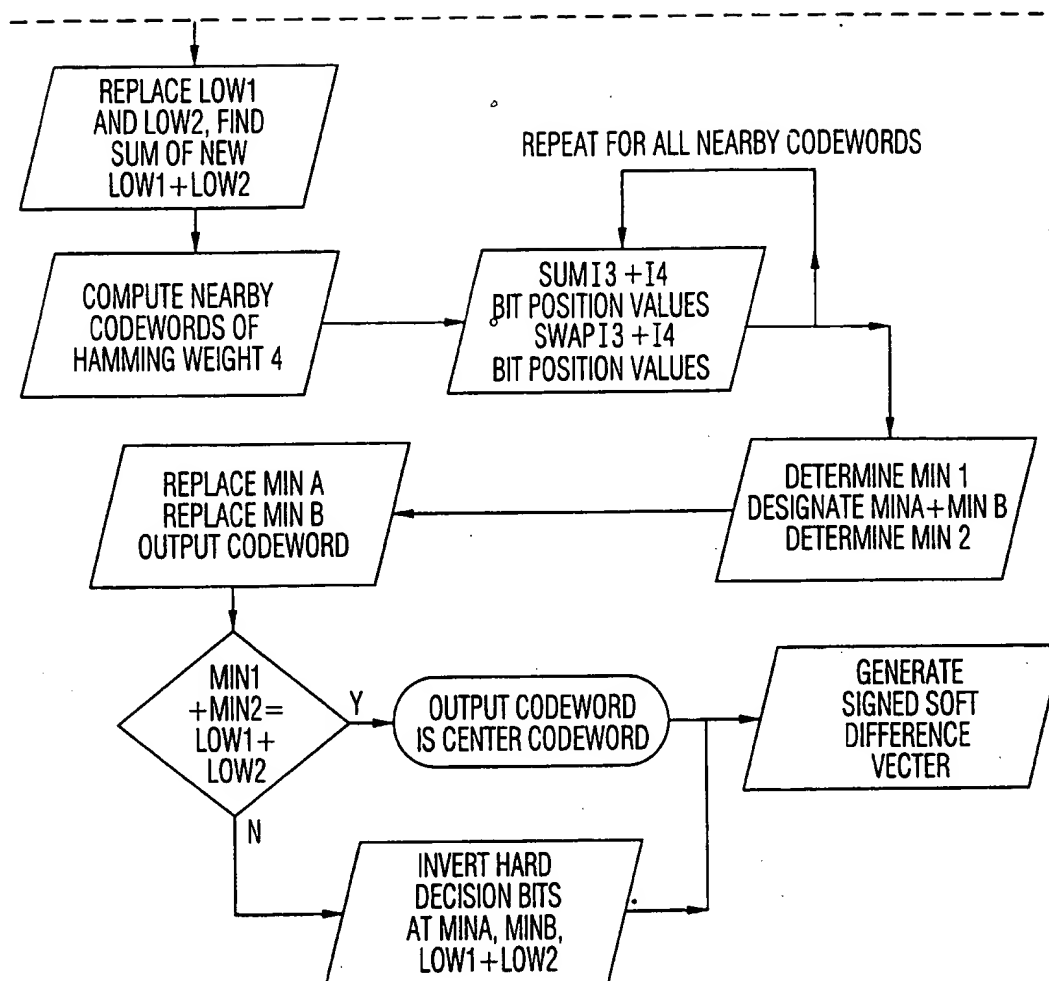 REPLACE LOW1
AND LOW2, FIND
SUM OF NEW
LOW1+LOW2
REPEAT FOR ALL NEARBY CODEWORDS
COMPUTE NEARBY
CODEWORDS OF
HAMMING WEIGHT 4
SUM I3 + I4
BIT POSITION VALUES
SWAP I3 + I4
BIT POSITION VALUES
REPLACE MIN A
REPLACE MIN B
OUTPUT CODEWORD
DETERMINE MIN 1
DESIGNATE MINA+MIN B
DETERMINE MIN 2
MIN1
+MIN2=
LOW1+
LOW2
Y
N
OUTPUT CODEWORD
IS CENTER CODEWORD
GENERATE
SIGNED SOFT
DIFFERENCE
VECTER
INVERT HARD
DECISION BITS
AT MINA, MINB,
LOW1+LOW2